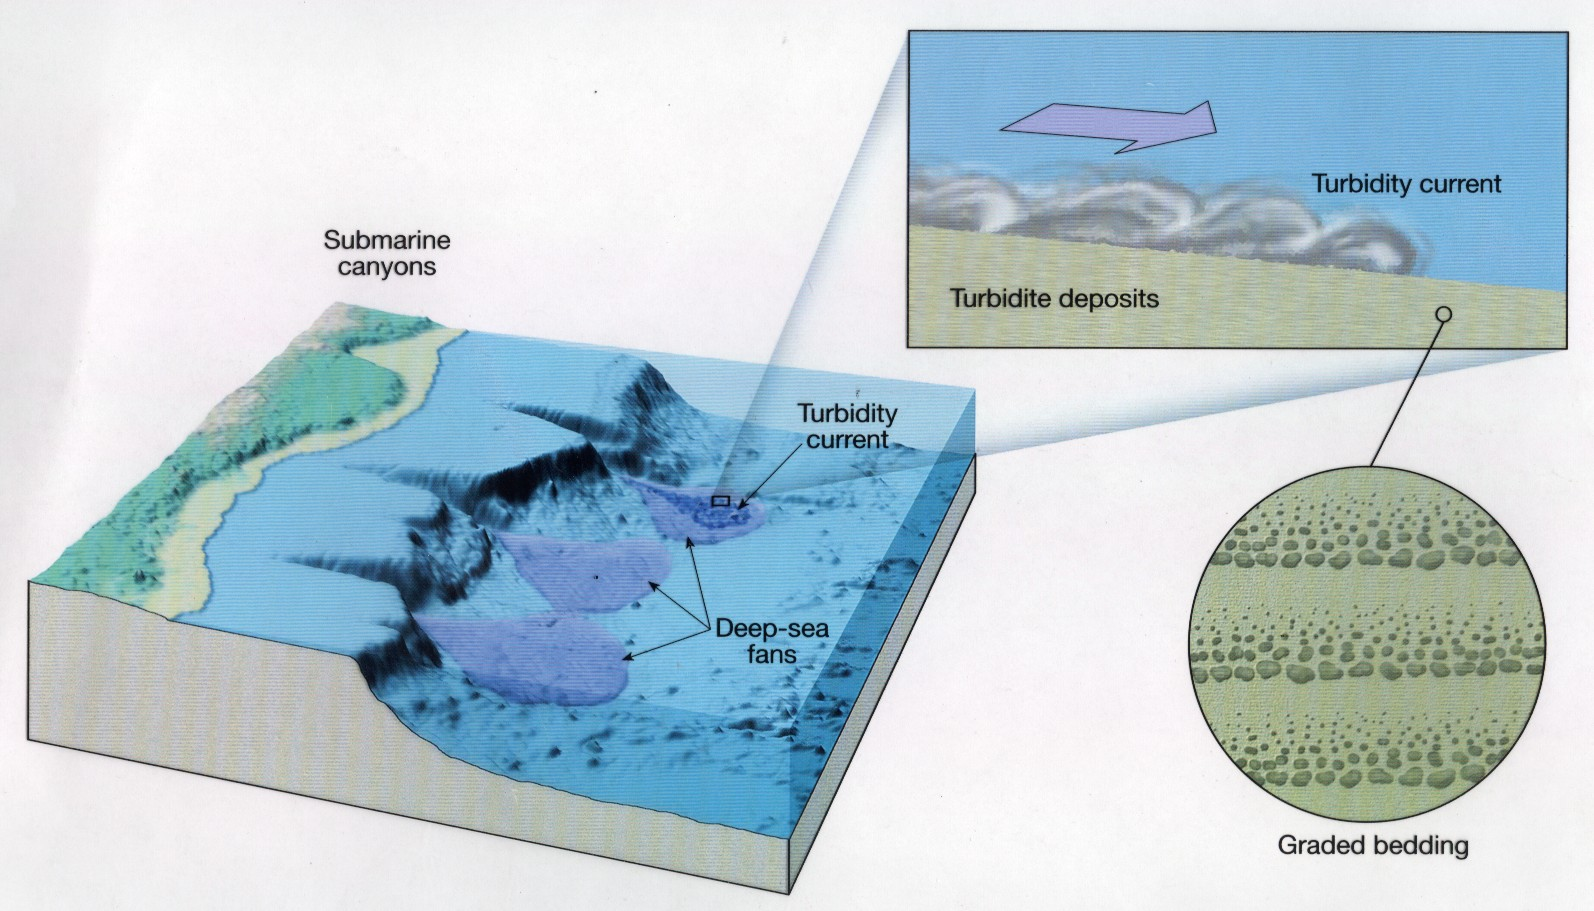 Submarine
canyons
Turbidity
current
Deep-sea
fans
Turbidity current
Turbidite deposits
Graded bedding